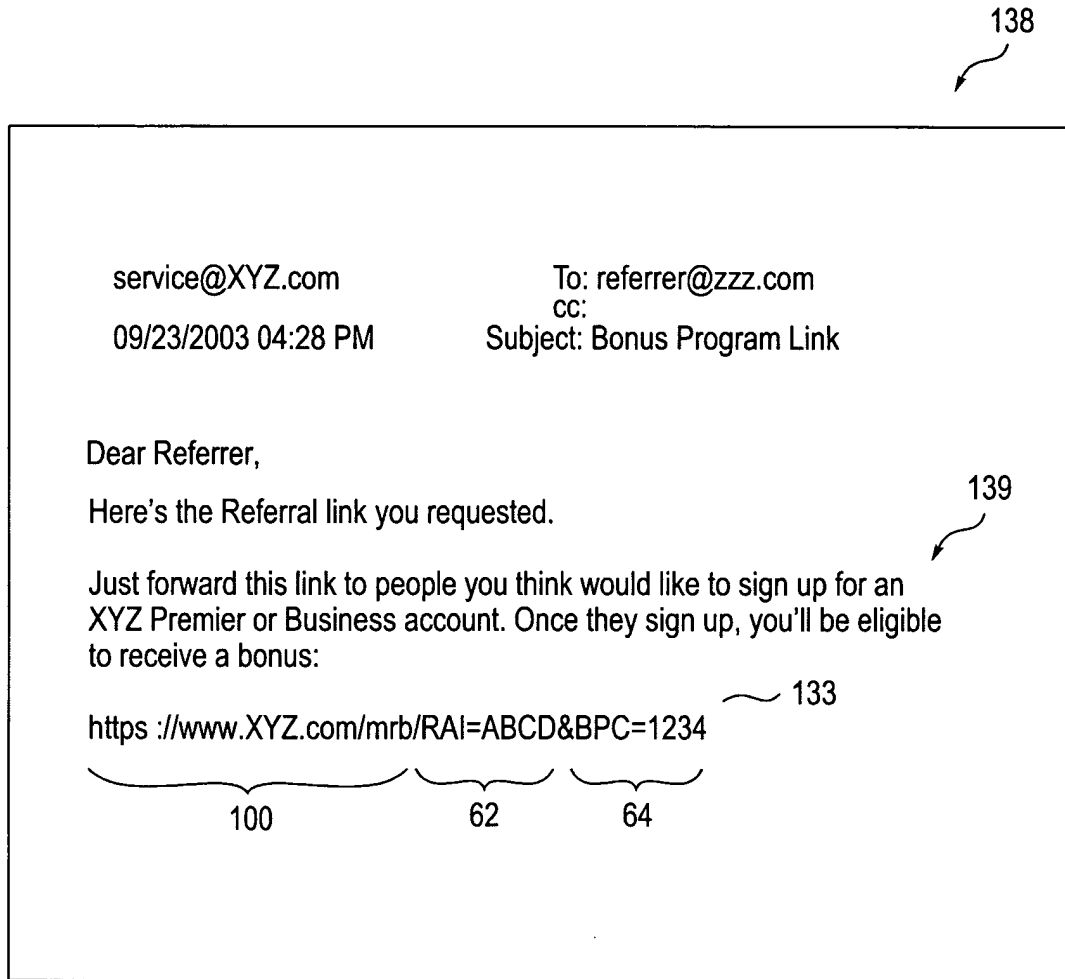 138
service@XYZ.com To: referrer@zzz.com
cc:
09/23/2003 04:28 PM Subject: Bonus Program Link
Dear Referrer,
Here's the Referral link you requested.
139
Just forward this link to people you think would like to sign up for an
XYZ Premier or Business account. Once they sign up, you'll be eligible
to receive a bonus:
133
https ://www.XYZ.com/mrb/RAI=ABCD&BPC=1234
100 62 64